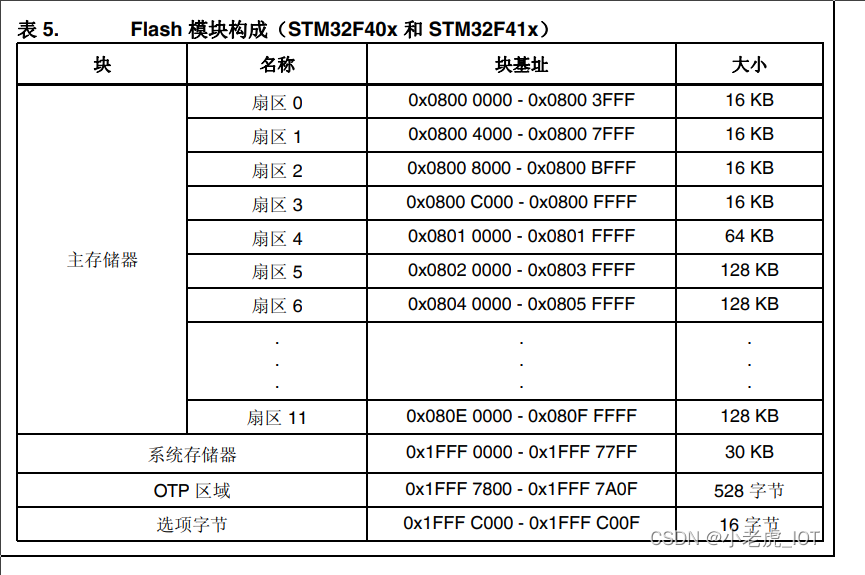 表 5. Flash 模块构成（STM32F40x 和 STM32F41x）
块 名称 块基址 大小
主存储器
扇区 0 0x0800 0000 - 0x0800 3FFF 16 KB
扇区 1 0x0800 4000 - 0x0800 7FFF 16 KB
扇区 2 0x0800 8000 - 0x0800 BFFF 16 KB
扇区 3 0x0800 C000 - 0x0800 FFFF 16 KB
扇区 4 0x0801 0000 - 0x0801 FFFF 64 KB
扇区 5 0x0802 0000 - 0x0803 FFFF 128 KB
扇区 6 0x0804 0000 - 0x0805 FFFF 128 KB
. . .
. . .
. . .
扇区 11 0x080E 0000 - 0x080F FFFF 128 KB
系统存储器 0x1FFF 0000 - 0x1FFF 77FF 30 KB
OTP 区域 0x1FFF 7800 - 0x1FFF 7A0F 528 字节
选项字节 0x1FFF C000 - 0x1FFF C00F 16 字节
CSDN @小老虎_IOT